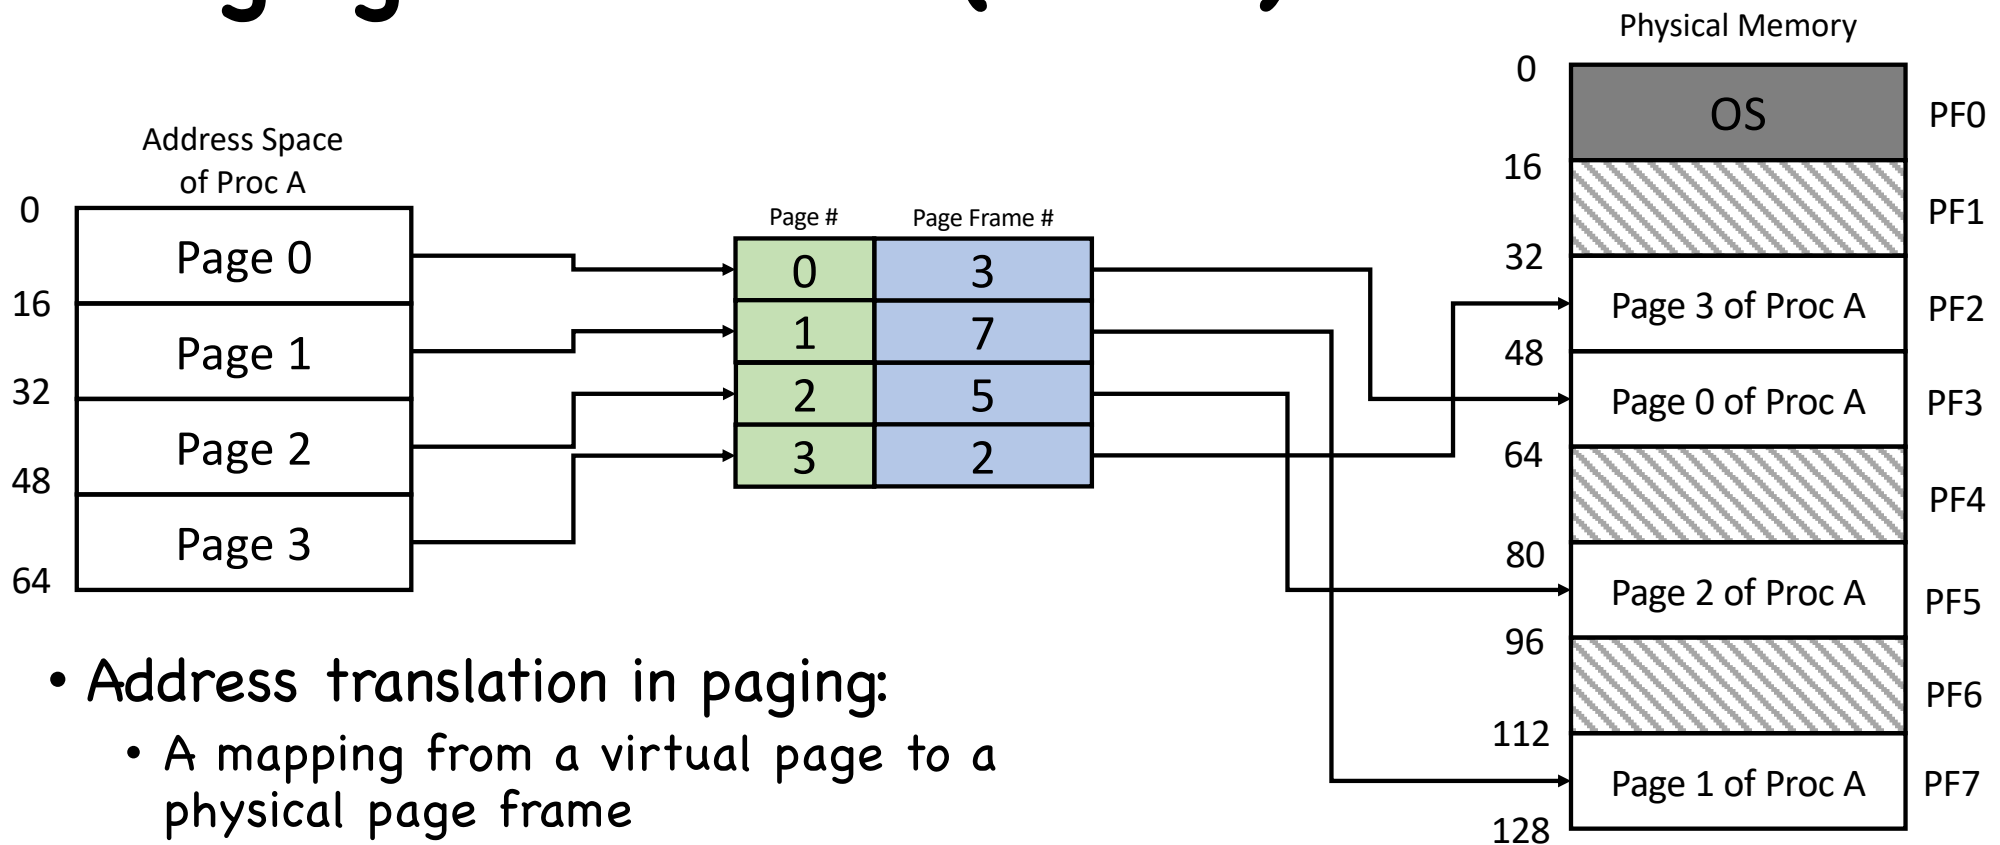 Physical Memory
0
OS
PF0
Address Space
of Proc A
16
PF1
0
Page #
Page Frame #
Page 0
0
3
32
16
Page 3 of Proc A
PF2
Page 1
1
7
48
32
2
5
Page 0 of Proc A
PF3
Page 2
3
2
64
48
PF4
Page 3
80
64
Page 2 of Proc A
PF5
96
• Address translation in paging:
PF6
112
• A mapping from a virtual page to a
physical page frame
Page 1 of Proc A
PF7
128